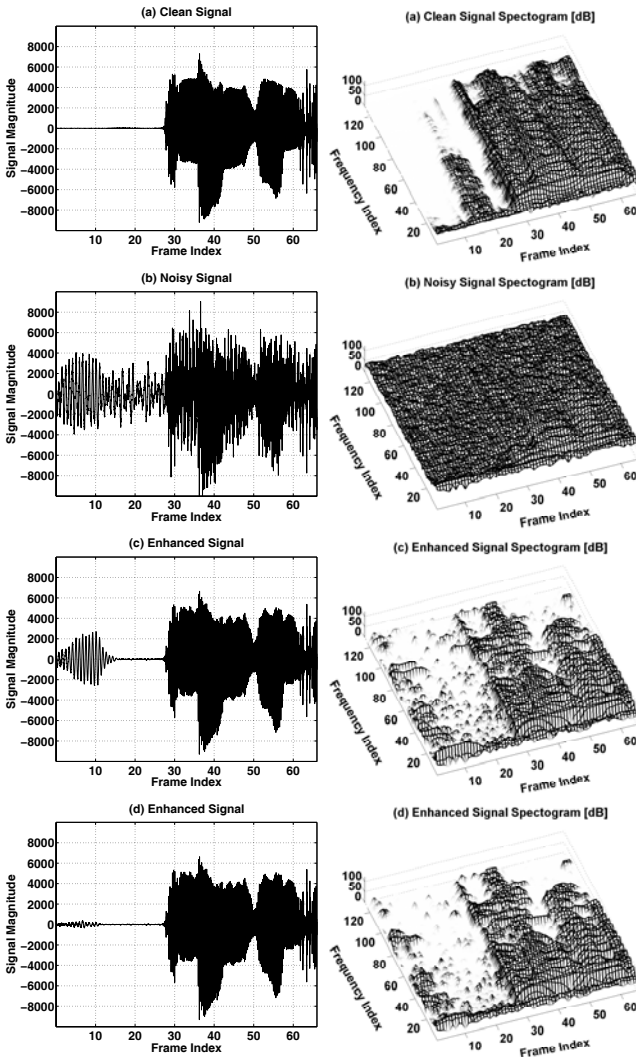 (a) Clean Signal
8000
6000
4000
2000
0
−2000
−4000
−6000
−8000
Signal Magnitude
10 20 30 40 50 60
Frame Index
(a) Clean Signal Spectrogram [dB]
100
50
0
120
100
80
60
40
20
Frequency Index
10 20 30 40 50 60
Frame Index
(b) Noisy Signal
8000
6000
4000
2000
0
−2000
−4000
−6000
−8000
Signal Magnitude
10 20 30 40 50 60
Frame Index
(b) Noisy Signal Spectrogram [dB]
100
50
0
120
100
80
60
40
20
Frequency Index
10 20 30 40 50 60
Frame Index
(c) Enhanced Signal
8000
6000
4000
2000
0
−2000
−4000
−6000
−8000
Signal Magnitude
10 20 30 40 50 60
Frame Index
(c) Enhanced Signal Spectogram [dB]
100
50
0
120
100
80
60
40
20
Frequency Index
10 20 30 40 50 60
Frame Index
(d) Enhanced Signal
8000
6000
4000
2000
0
−2000
−4000
−6000
−8000
Signal Magnitude
10 20 30 40 50 60
Frame Index
(d) Enhanced Signal Spectogram [dB]
100
50
0
120
100
80
60
40
20
Frequency Index
10 20 30 40 50 60
Frame Index